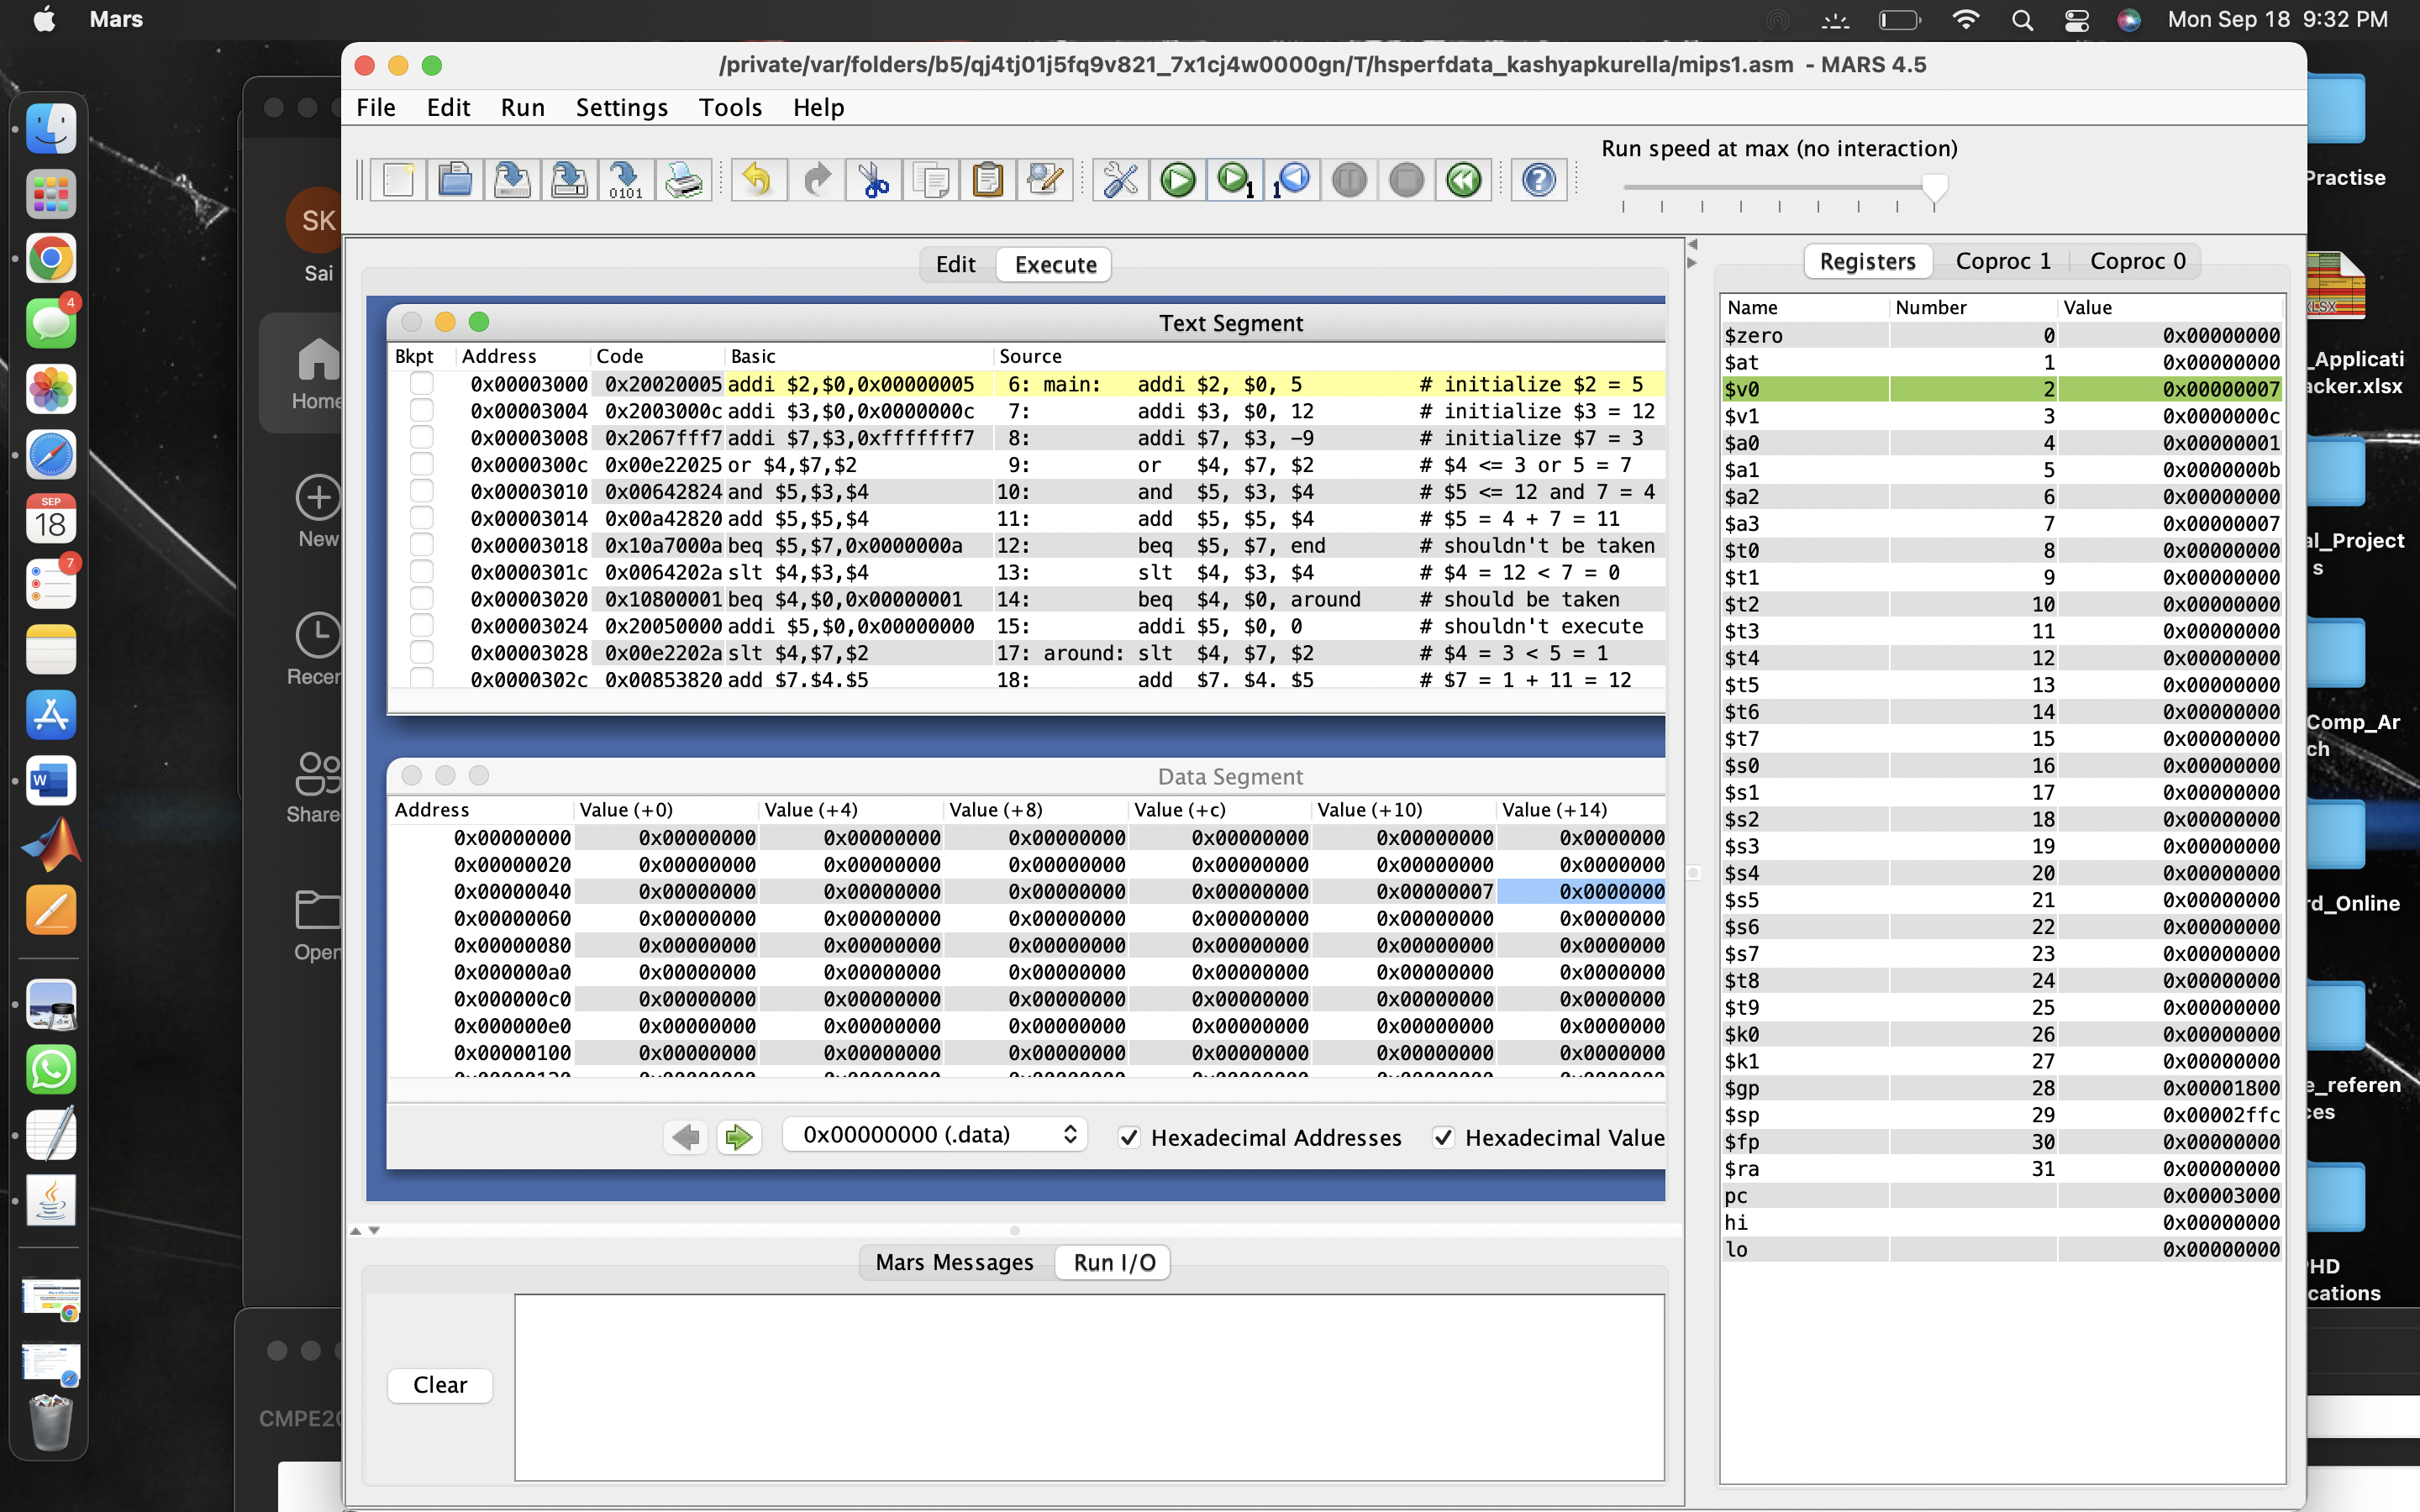 Mars Mon Sep 18 9:32 PM
/private/var/folders/b5/qj4tj01j5fq9v821_7x1cj4w0000gn/T/hsperfdata_kashyapkurella/mips1.asm - MARS 4.5
File Edit Run Settings Tools Help
Run speed at max (no interaction)
Edit Execute
Text Segment
Bkpt Address Code Basic Source
0x00003000 0x20020005 addi $2,$0,0x00000005 6: main: addi $2, $0, 5 # initialize $2 = 5
0x00003004 0x2003000c addi $3,$0,0x0000000c 7: addi $3, $0, 12 # initialize $3 = 12
0x00003008 0x2067fff7 addi $7,$3,0xfffffff7 8: addi $7, $3, -9 # initialize $7 = 3
0x0000300c 0x00e22025 or $4,$7,$2 9: or $4, $7, $2 # $4 <= 3 or 5 = 7
0x00003010 0x00642824 and $5,$3,$4 10: and $5, $3, $4 # $5 <= 12 and 7 = 4
0x00003014 0x00a42820 add $5,$5,$4 11: add $5, $5, $4 # $5 = 4 + 7 = 11
0x00003018 0x10a7000a beq $5,$7,0x0000000a 12: beq $5, $7, end # shouldn't be taken
0x0000301c 0x0064202a slt $4,$3,$4 13: slt $4, $3, $4 # $4 = 12 < 7 = 0
0x00003020 0x10800001 beq $4,$0,0x00000001 14: beq $4, $0, around # should be taken
0x00003024 0x20050000 addi $5,$0,0x00000000 15: addi $5, $0, 0 # shouldn't execute
0x00003028 0x00e2202a slt $4,$7,$2 17: around: slt $4, $7, $2 # $4 = 3 < 5 = 1
0x0000302c 0x00853820 add $7,$4,$5 18: add $7, $4, $5 # $7 = 1 + 11 = 12
Data Segment
Address Value (+0) Value (+4) Value (+8) Value (+c) Value (+10) Value (+14)
0x00000000 0x00000000 0x00000000 0x00000000 0x00000000 0x00000000 0x0000000
0x00000020 0x00000000 0x00000000 0x00000000 0x00000000 0x00000000 0x0000000
0x00000040 0x00000000 0x00000000 0x00000000 0x00000000 0x00000007 0x0000000
0x00000060 0x00000000 0x00000000 0x00000000 0x00000000 0x00000000 0x0000000
0x00000080 0x00000000 0x00000000 0x00000000 0x00000000 0x00000000 0x0000000
0x000000a0 0x00000000 0x00000000 0x00000000 0x00000000 0x00000000 0x0000000
0x000000c0 0x00000000 0x00000000 0x00000000 0x00000000 0x00000000 0x0000000
0x000000e0 0x00000000 0x00000000 0x00000000 0x00000000 0x00000000 0x0000000
0x00000100 0x00000000 0x00000000 0x00000000 0x00000000 0x00000000 0x0000000
0x00000000 (.data) Hexadecimal Addresses Hexadecimal Value
Mars Messages Run I/O
Clear
Registers Coproc 1 Coproc 0
Name Number Value
$zero 0 0x00000000
$at 1 0x00000000
$v0 2 0x00000007
$v1 3 0x0000000c
$a0 4 0x00000001
$a1 5 0x0000000b
$a2 6 0x00000000
$a3 7 0x00000007
$t0 8 0x00000000
$t1 9 0x00000000
$t2 10 0x00000000
$t3 11 0x00000000
$t4 12 0x00000000
$t5 13 0x00000000
$t6 14 0x00000000
$t7 15 0x00000000
$s0 16 0x00000000
$s1 17 0x00000000
$s2 18 0x00000000
$s3 19 0x00000000
$s4 20 0x00000000
$s5 21 0x00000000
$s6 22 0x00000000
$s7 23 0x00000000
$t8 24 0x00000000
$t9 25 0x00000000
$k0 26 0x00000000
$k1 27 0x00000000
$gp 28 0x00001800
$sp 29 0x00002ffc
$fp 30 0x00000000
$ra 31 0x00000000
pc 0x00003000
hi 0x00000000
lo 0x00000000
SK
Sai
Home
New
Recen
Share
Open
CMPE20
4
SEP
18
7
W
Practise
XLSX
_Applicati
acker.xlsx
al_Project
s
Comp_Ar
ch
rd_Online
e_referen
ces
PHD
cations